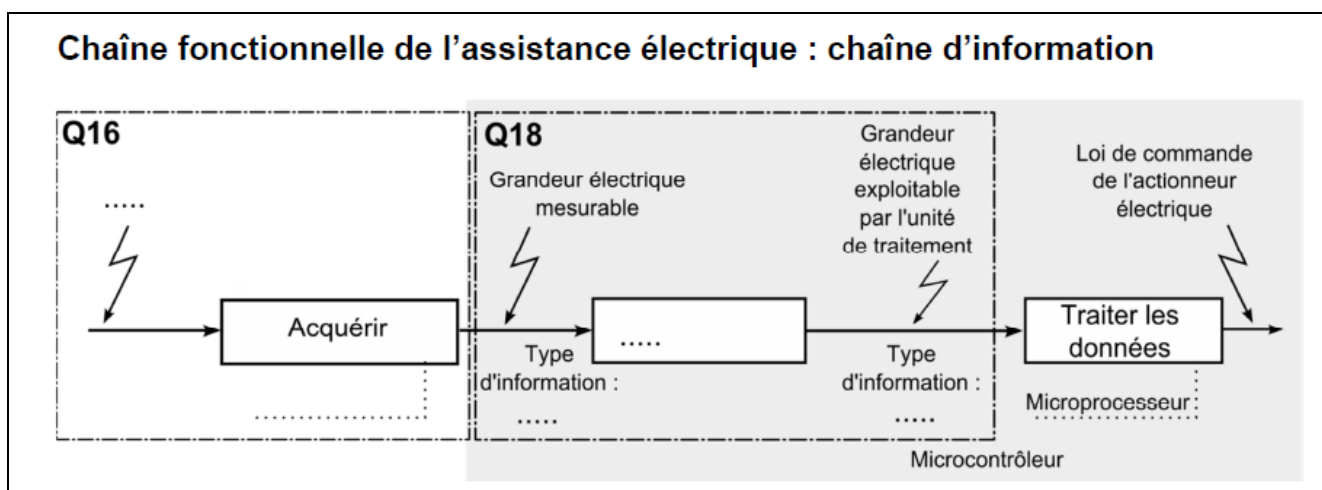 Chaîne fonctionnelle de l'assistance électrique : chaîne d'information
Q16
.....
Acquérir
Q18
Grandeur électrique
mesurable
Type
d'information :
.....
.....
Grandeur
électrique
exploitable
par l'unité
de traitement
Type
d'information :
.....
Loi de commande
de l'actionneur
électrique
Traiter les
données
Microprocesseur
Microcontrôleur